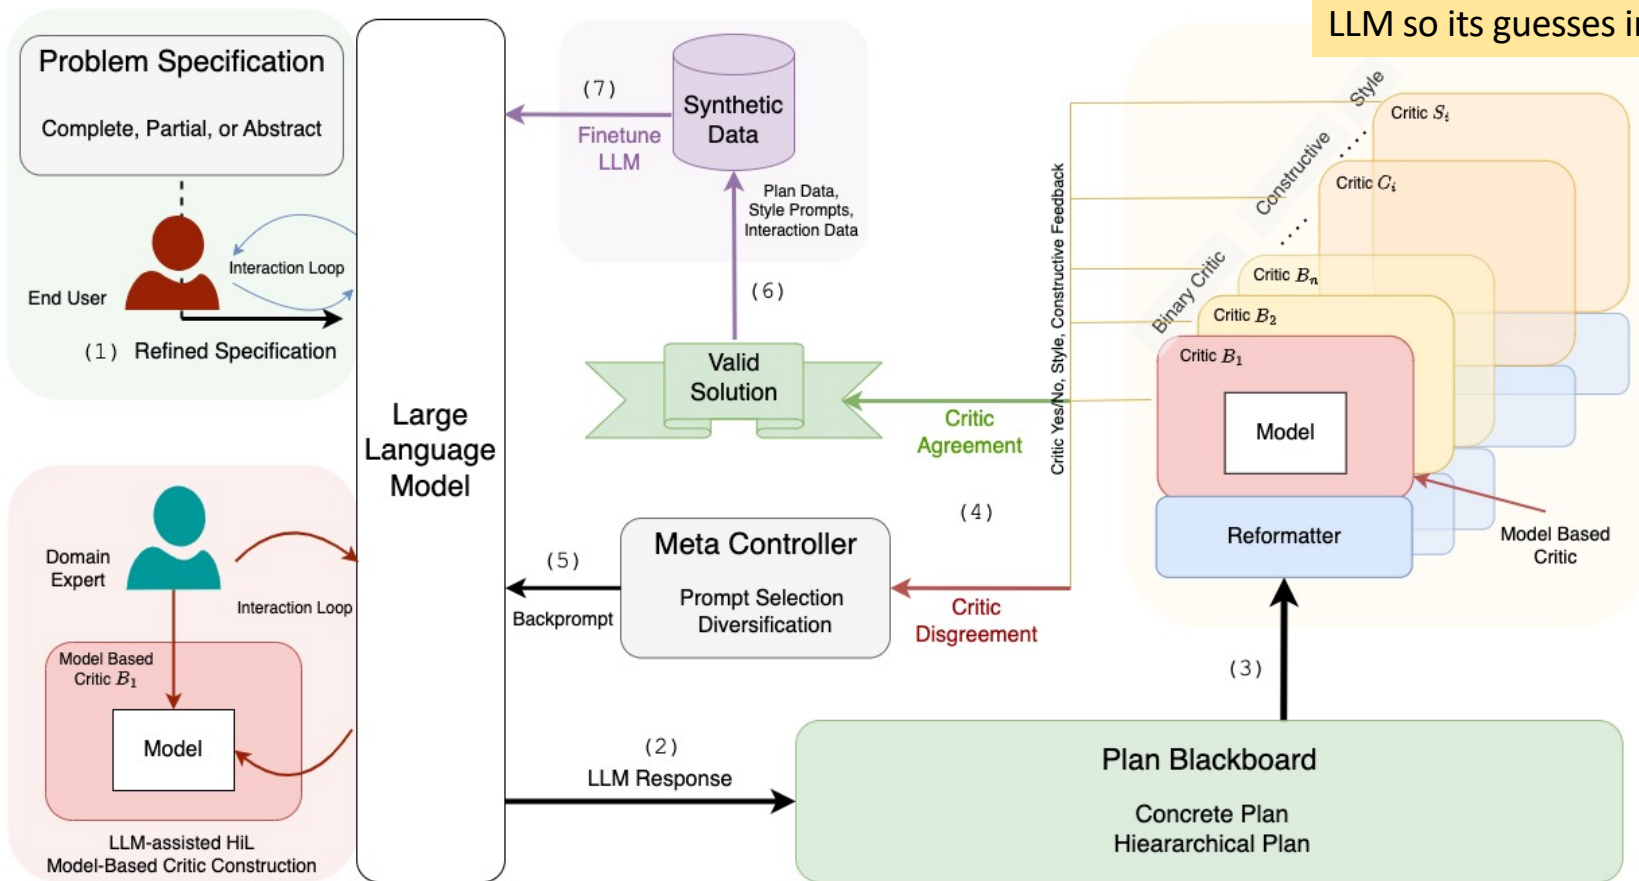 LLM so its guesses in
Problem Specification
Complete, Partial, or Abstract
End User
Interaction Loop
(1) Refined Specification
Domain
Expert
Interaction Loop
Model Based
Critic B₁
Model
LLM-assisted HiL
Model-Based Critic Construction
Large
Language
Model
(7)
Finetune
LLM
Synthetic
Data
Plan Data,
Style Prompts,
Interaction Data
(6)
Valid
Solution
Critic
Agreement
(4)
Meta Controller
Prompt Selection
Diversification
(5)
Backprompt
Critic
Disgreement
(2)
LLM Response
Plan Blackboard
Concrete Plan
Hieararchical Plan
(3)
Critic Yes/No, Style, Constructive Feedback
Binary Critic
....
Constructive
....
Style
Critic Sᵢ
Critic Cᵢ
Critic Bₙ
Critic B₂
Critic B₁
Model
Reformatter
Model Based
Critic